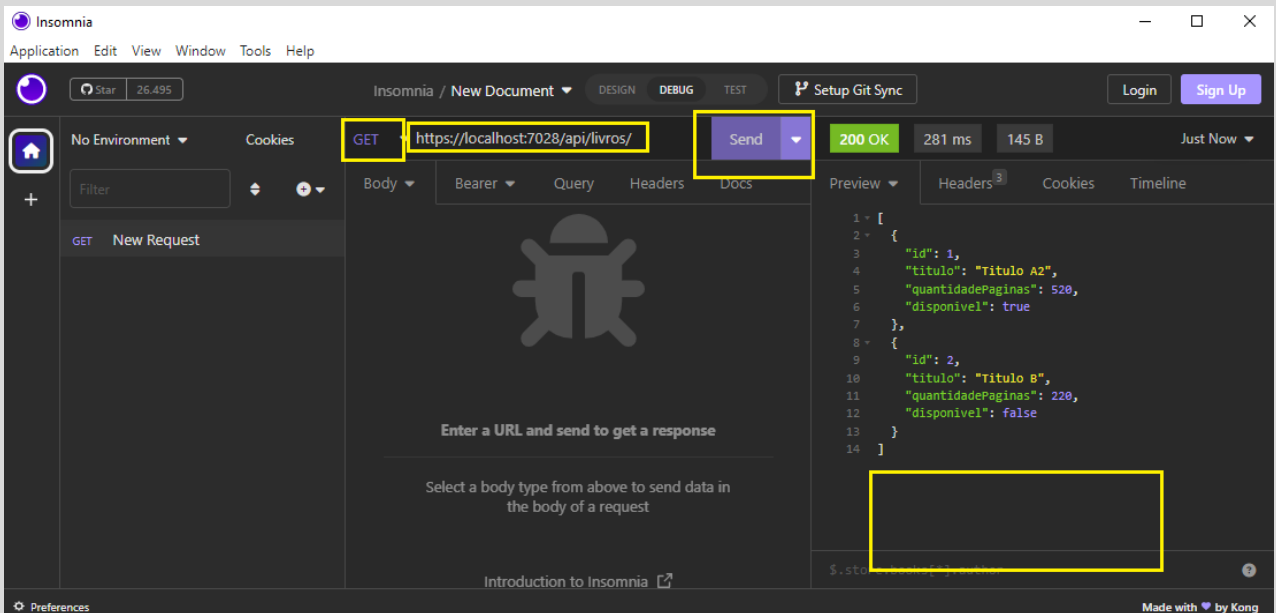 Insomnia
Application Edit View Window Tools Help
Star 26.495 Insomnia / New Document DESIGN DEBUG TEST Setup Git Sync Login Sign Up
No Environment Cookies GET https://localhost:7028/api/livros/ Send 200 OK 281 ms 145 B Just Now
Filter Body Bearer Query Headers Docs Preview Headers 3 Cookies Timeline
GET New Request
1 [
2 {
3 "id": 1,
4 "titulo": "Titulo A2",
5 "quantidadePaginas": 520,
6 "disponivel": true
7 },
8 {
9 "id": 2,
10 "titulo": "Titulo B",
11 "quantidadePaginas": 220,
12 "disponivel": false
13 }
14 ]
Enter a URL and send to get a response
Select a body type from above to send data in
the body of a request
Introduction to Insomnia
$.store.books[*].author
Preferences Made with ♥ by Kong